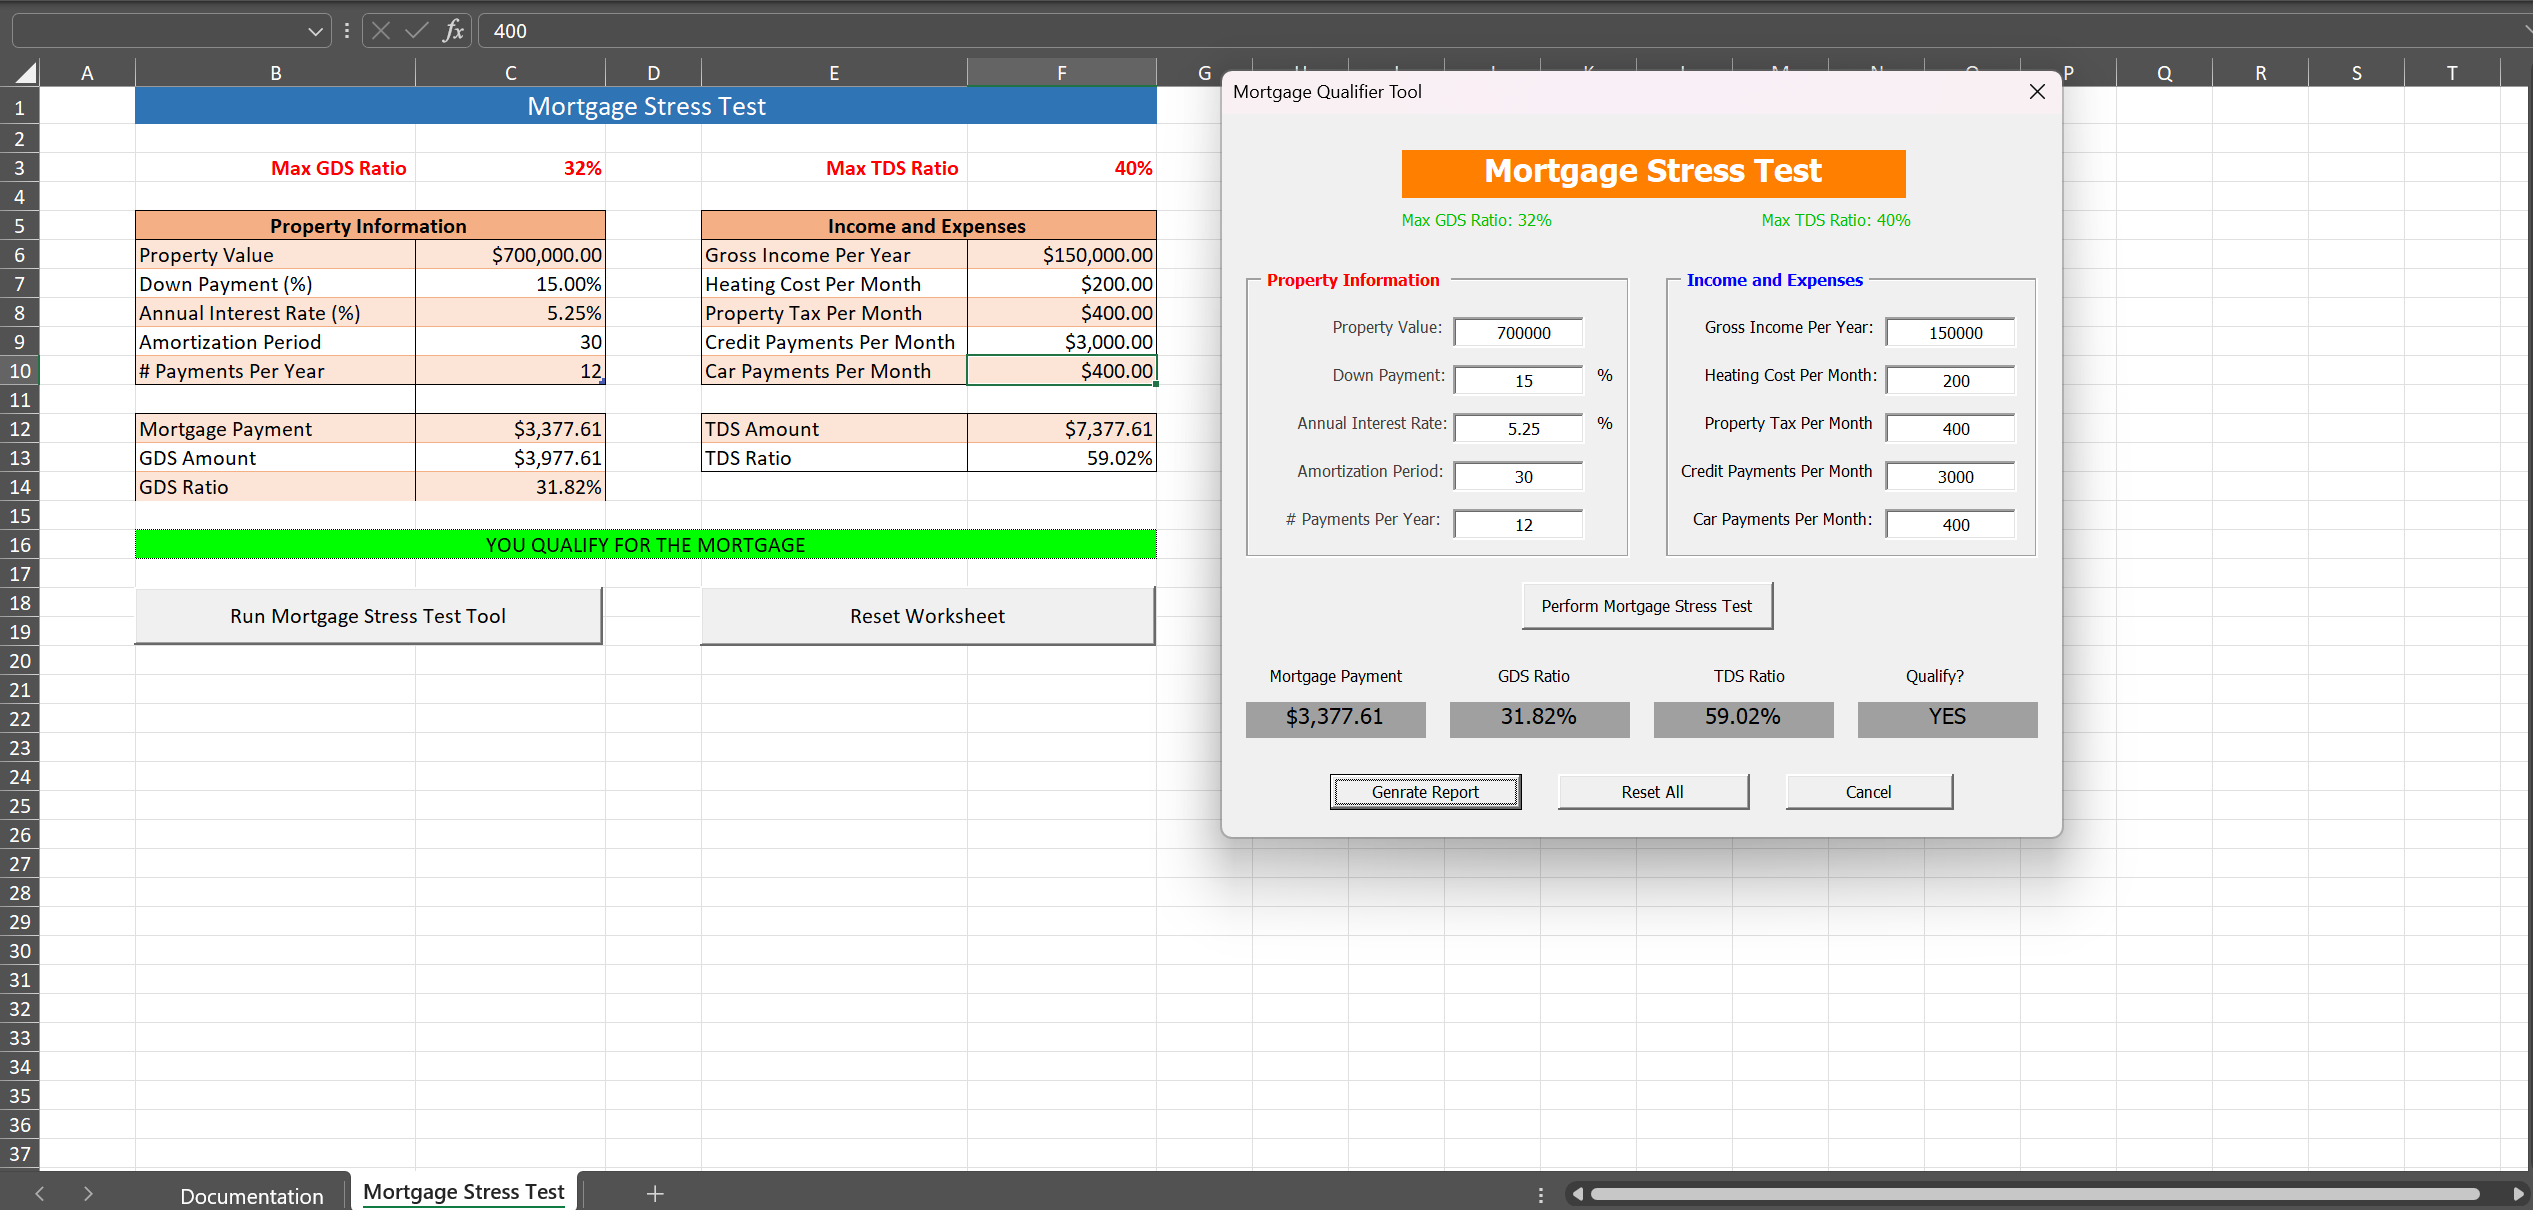 400
A B C D E F G P Q R S T
1 Mortgage Stress Test
2
3 Max GDS Ratio 32% Max TDS Ratio 40%
4
5 Property Information Income and Expenses
6 Property Value $700,000.00 Gross Income Per Year $150,000.00
7 Down Payment (%) 15.00% Heating Cost Per Month $200.00
8 Annual Interest Rate (%) 5.25% Property Tax Per Month $400.00
9 Amortization Period 30 Credit Payments Per Month $3,000.00
10 # Payments Per Year 12 Car Payments Per Month $400.00
11
12 Mortgage Payment $3,377.61 TDS Amount $7,377.61
13 GDS Amount $3,977.61 TDS Ratio 59.02%
14 GDS Ratio 31.82%
15
16 YOU QUALIFY FOR THE MORTGAGE
17
18 Run Mortgage Stress Test Tool Reset Worksheet
19
20
21
22
23
24
25
26
27
28
29
30
31
32
33
34
35
36
37
Mortgage Qualifier Tool
Mortgage Stress Test
Max GDS Ratio: 32% Max TDS Ratio: 40%
Property Information Income and Expenses
Property Value: 700000 Gross Income Per Year: 150000
Down Payment: 15 % Heating Cost Per Month: 200
Annual Interest Rate: 5.25 % Property Tax Per Month 400
Amortization Period: 30 Credit Payments Per Month 3000
# Payments Per Year: 12 Car Payments Per Month: 400
Perform Mortgage Stress Test
Mortgage Payment GDS Ratio TDS Ratio Qualify?
$3,377.61 31.82% 59.02% YES
Genrate Report Reset All Cancel
Documentation Mortgage Stress Test